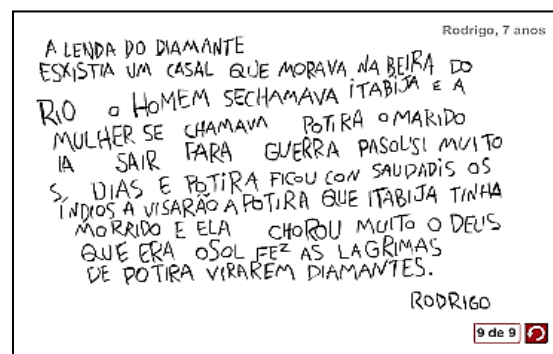 Rodrigo, 7 anos
A LENDA DO DIAMANTE
ESXISTIA UM CASAL QUE MORAVA NA BEIRA DO
RIO O HOMEM SECHAMAVA ITABIJA E A
MULHER SE CHAMAVA POTIRA O MARIDO
IA SAIR PARA GUERRA PASOUSI MUITO
S, DIAS E POTIRA FICOU CON SAUDADIS OS
ÍNDIOS A VISARÃO A POTIRA QUE ITABIJA TINHA
MORRIDO E ELA CHOROU MUITO O DEUS
QUE ERA OSOL FEZ AS LAGRIMAS
DE POTIRA VIRAREM DIAMANTES.
RODRIGO
9 de 9